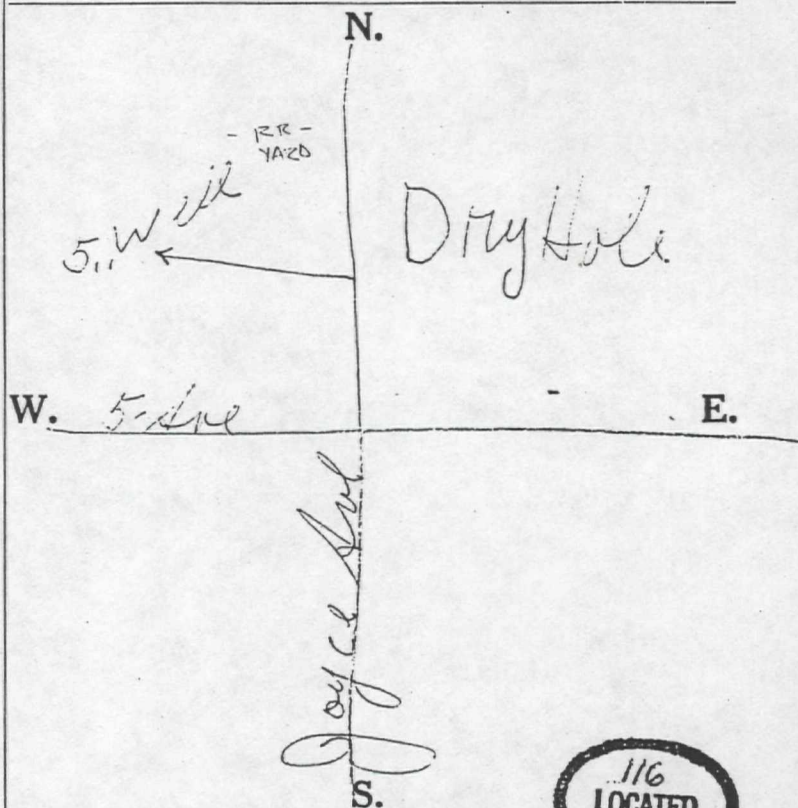 N.
- RR -
YARD
5" Well
Dry Hole
W.
5-Ave
E.
Joyce Ave
S.
116
LOCATED